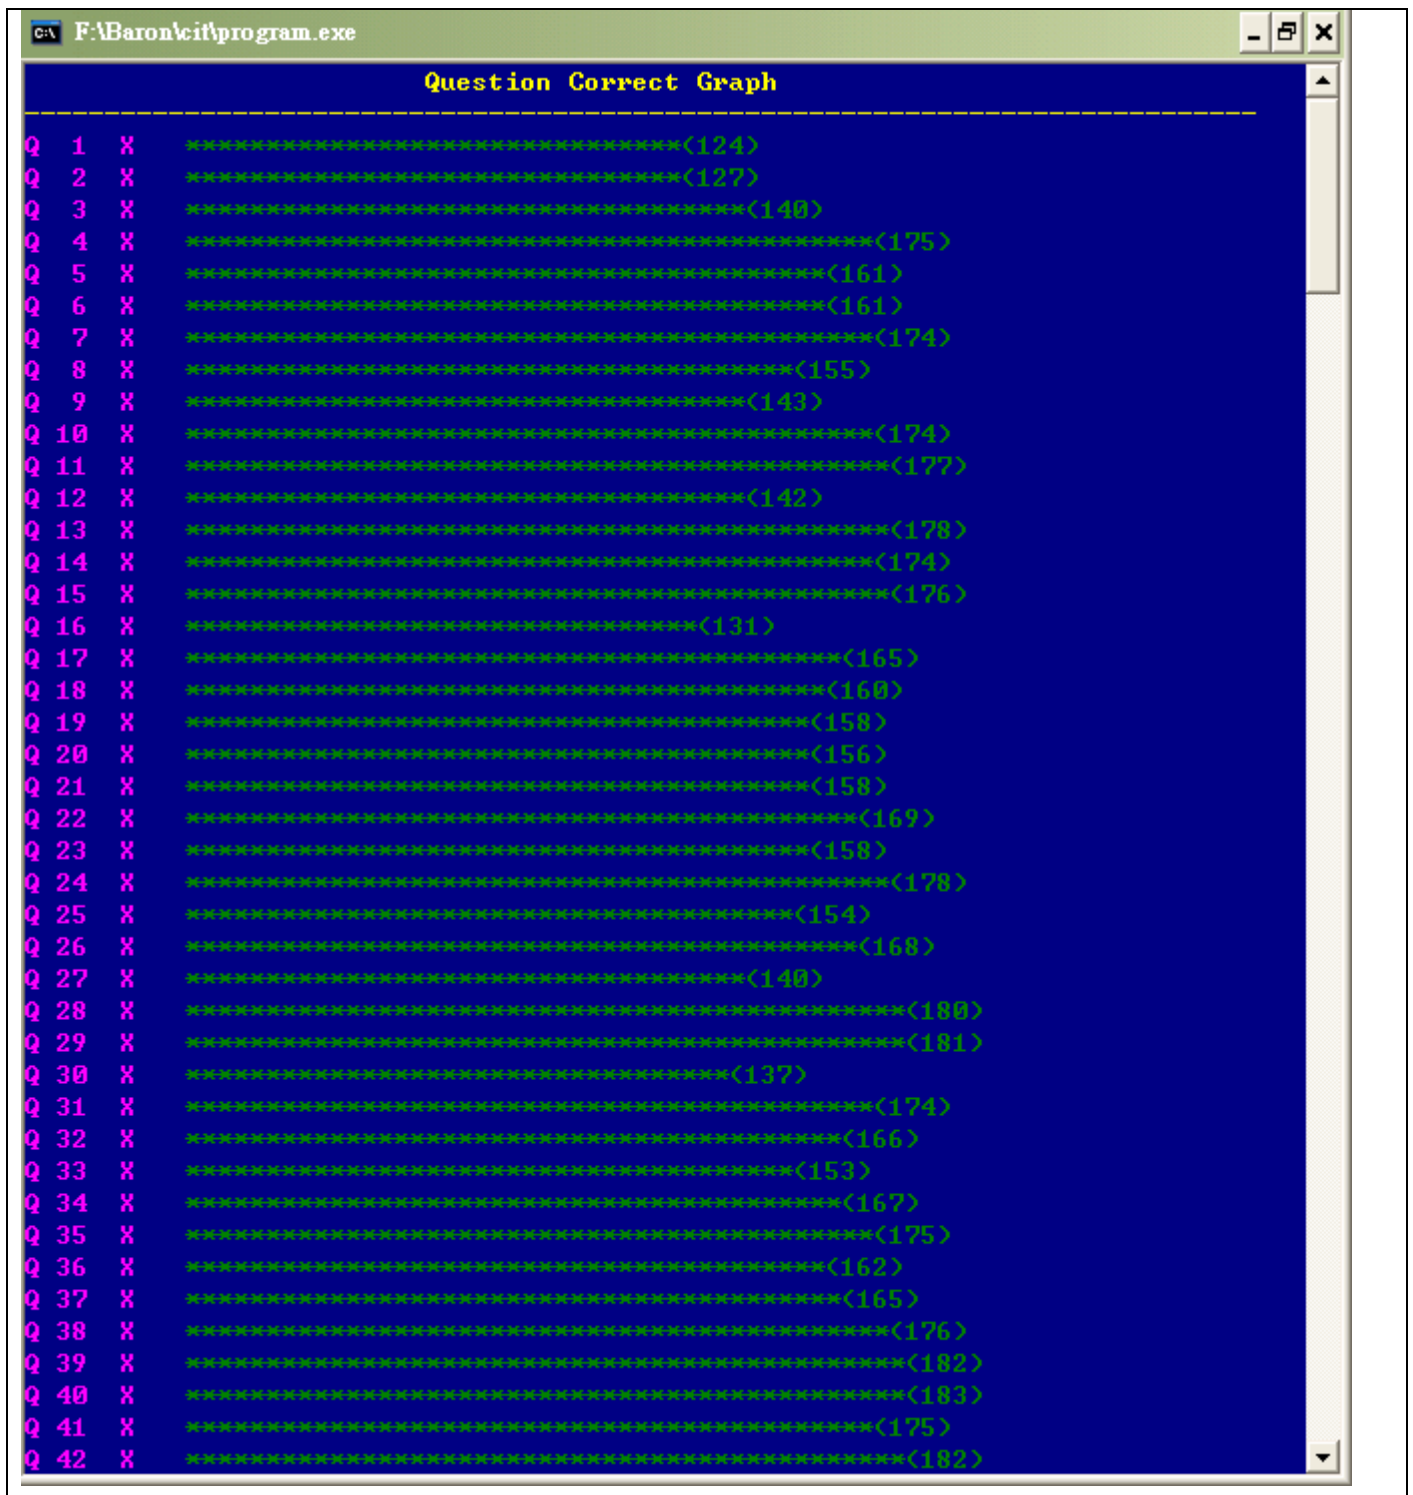 F:\Baron\cit\program.exe
Question Correct Graph
Q 1 X *******************************(124)
Q 2 X *******************************(127)
Q 3 X ***********************************(140)
Q 4 X *******************************************(175)
Q 5 X ****************************************(161)
Q 6 X ****************************************(161)
Q 7 X *******************************************(174)
Q 8 X **************************************(155)
Q 9 X ***********************************(143)
Q 10 X *******************************************(174)
Q 11 X ********************************************(177)
Q 12 X ***********************************(142)
Q 13 X ********************************************(178)
Q 14 X *******************************************(174)
Q 15 X ********************************************(176)
Q 16 X ********************************(131)
Q 17 X *****************************************(165)
Q 18 X ****************************************(160)
Q 19 X ***************************************(158)
Q 20 X ***************************************(156)
Q 21 X ***************************************(158)
Q 22 X ******************************************(169)
Q 23 X ***************************************(158)
Q 24 X ********************************************(178)
Q 25 X **************************************(154)
Q 26 X ******************************************(168)
Q 27 X ***********************************(140)
Q 28 X *********************************************(180)
Q 29 X *********************************************(181)
Q 30 X **********************************(137)
Q 31 X *******************************************(174)
Q 32 X *****************************************(166)
Q 33 X **************************************(153)
Q 34 X *****************************************(167)
Q 35 X *******************************************(175)
Q 36 X ****************************************(162)
Q 37 X *****************************************(165)
Q 38 X ********************************************(176)
Q 39 X *********************************************(182)
Q 40 X *********************************************(183)
Q 41 X *******************************************(175)
Q 42 X *********************************************(182)